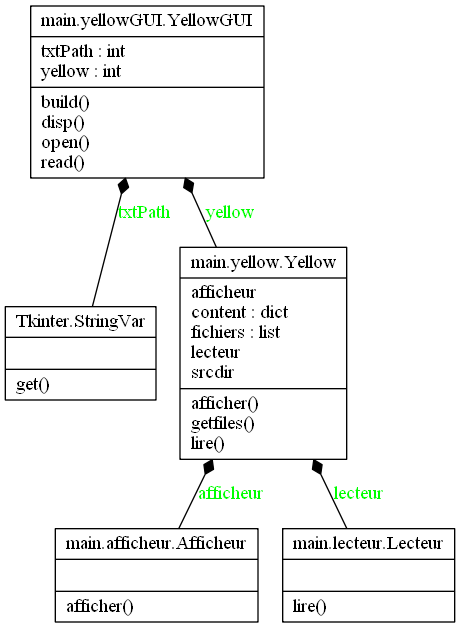 main.yellowGUI.YellowGUI
txtPath : int
yellow : int
build()
disp()
open()
read()
txtPath
yellow
main.yellow.Yellow
afficheur
content : dict
fichiers : list
lecteur
srcdir
afficher()
getfiles()
lire()
Tkinter.StringVar
get()
afficheur
lecteur
main.afficheur.Afficheur
afficher()
main.lecteur.Lecteur
lire()